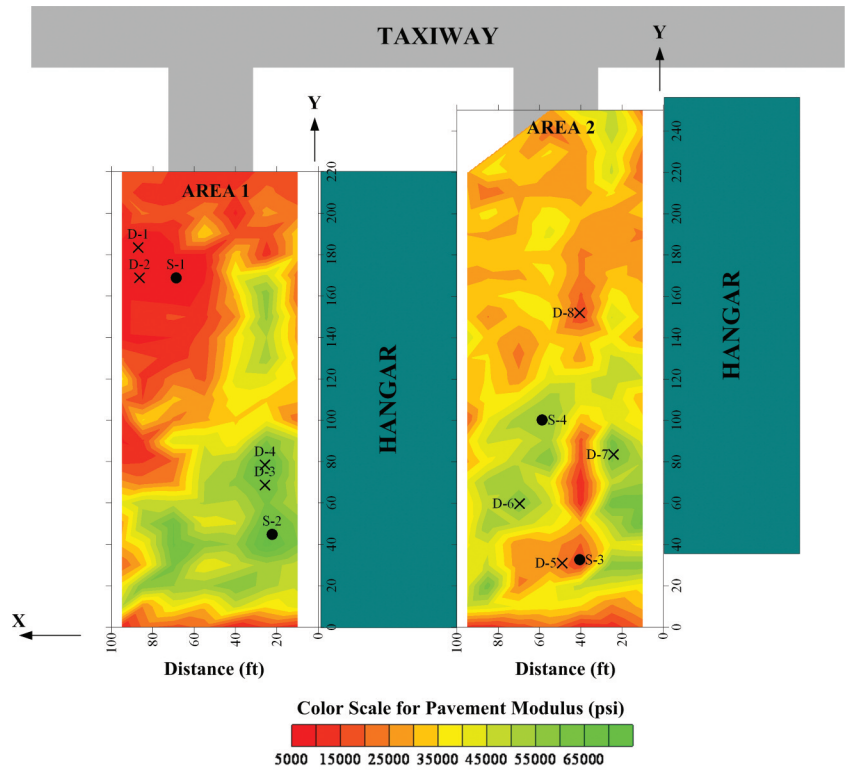 TAXIWAY
Y
Y
AREA 2
AREA 1
240
220
220
200
200
D-1
180
180
D-2
S-1
160
160
D-8
140
140
HANGAR
HANGAR
120
120
S-4
100
100
D-4
D-7
80
80
D-3
D-6
60
60
S-2
40
40
D-5
S-3
20
20
X
0
0
100 80 60 40 20 0
100 80 60 40 20 0
Distance (ft)
Distance (ft)
Color Scale for Pavement Modulus (psi)
5000 15000 25000 35000 45000 55000 65000